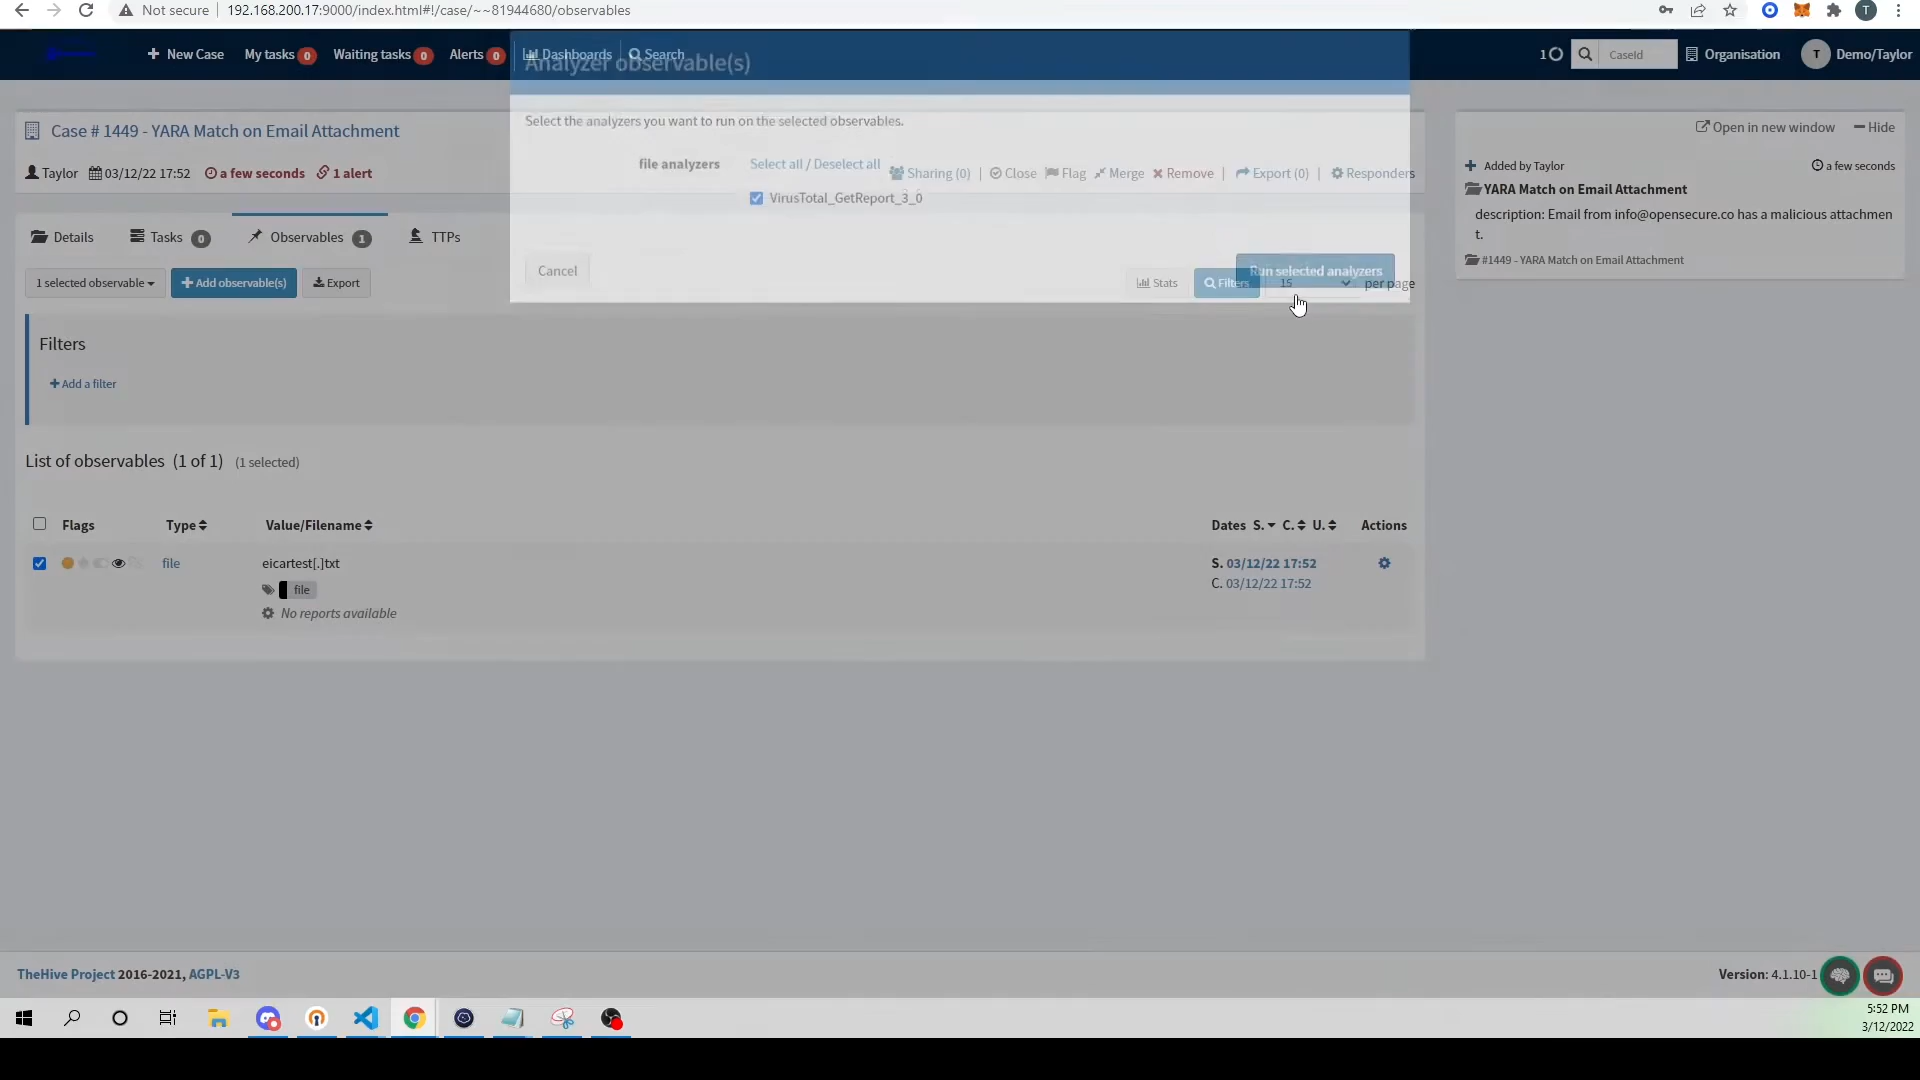 Not secure 192.168.200.17:9000/index.html#!/case/~~81944680/observables T
New Case My tasks 0 Waiting tasks 0 Alerts 0 Dashboards Search 1 CaseId Organisation T Demo/Taylor
Analyzer observable(s)
Select the analyzers you want to run on the selected observables.
file analyzers Select all / Deselect all
VirusTotal_GetReport_3_0
Cancel Run selected analyzers
Case # 1449 - YARA Match on Email Attachment
Taylor 03/12/22 17:52 a few seconds 1 alert
Sharing (0) | Close Flag Merge Remove | Export (0) | Responders
Details Tasks 0 Observables 1 TTPs
1 selected observable Add observable(s) Export Stats Filters 15 per page
Filters
Add a filter
List of observables (1 of 1) (1 selected)
Flags Type Value/Filename Dates S. C. U. Actions
file eicartest[.]txt S. 03/12/22 17:52
file C. 03/12/22 17:52
No reports available
Open in new window Hide
Added by Taylor a few seconds
YARA Match on Email Attachment
description: Email from info@opensecure.co has a malicious attachmen
t.
#1449 - YARA Match on Email Attachment
TheHive Project 2016-2021, AGPL-V3 Version: 4.1.10-1
5:52 PM
3/12/2022